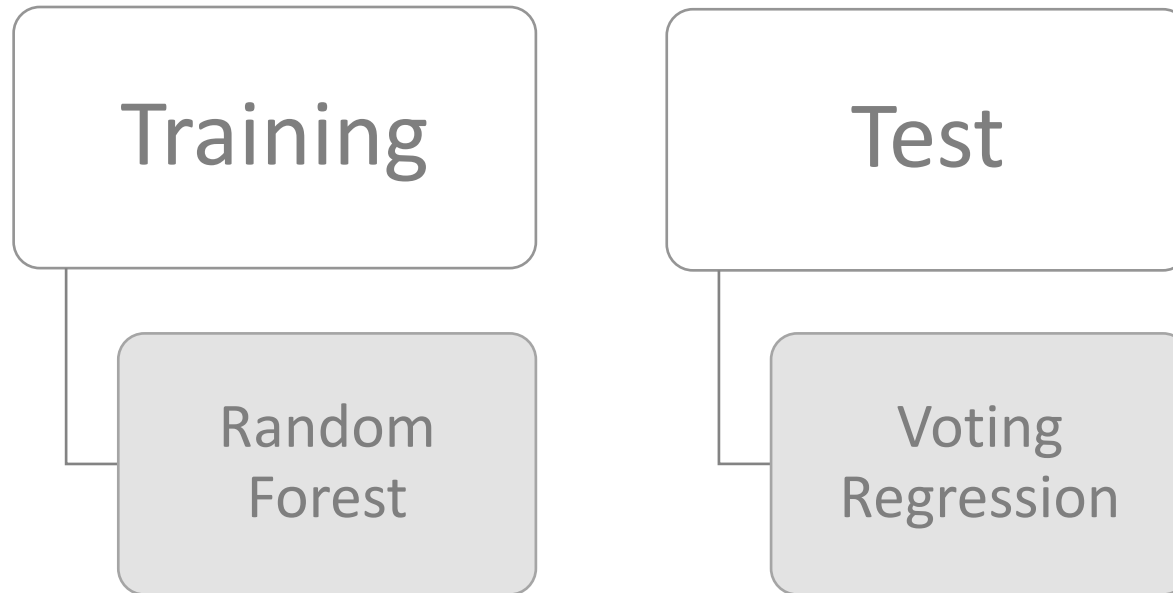 Training
Test
Random
Forest
Voting
Regression